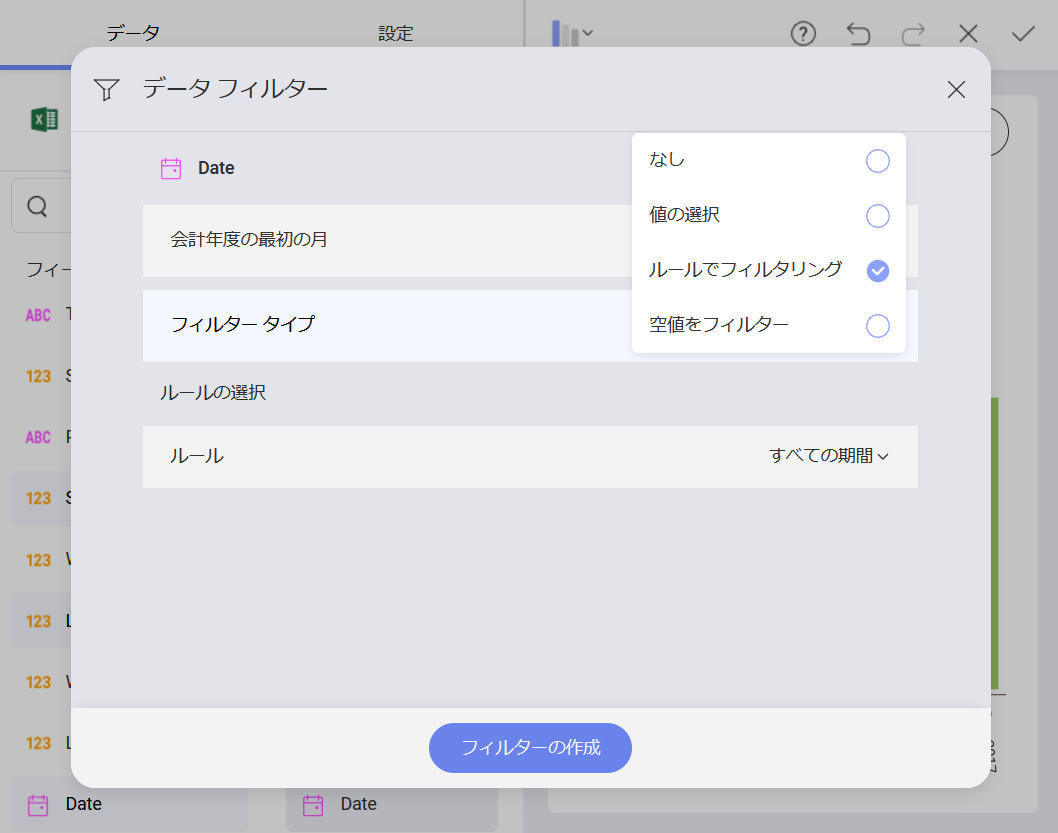 データ
設定
データ フィルター
Date
なし
値の選択
ルールでフィルタリング
空値をフィルター
会計年度の最初の月
フィルター タイプ
ルールの選択
ルール
すべての期間
フィルターの作成
フィー
ABC
123
ABC
123
123
123
123
123
Date
Date